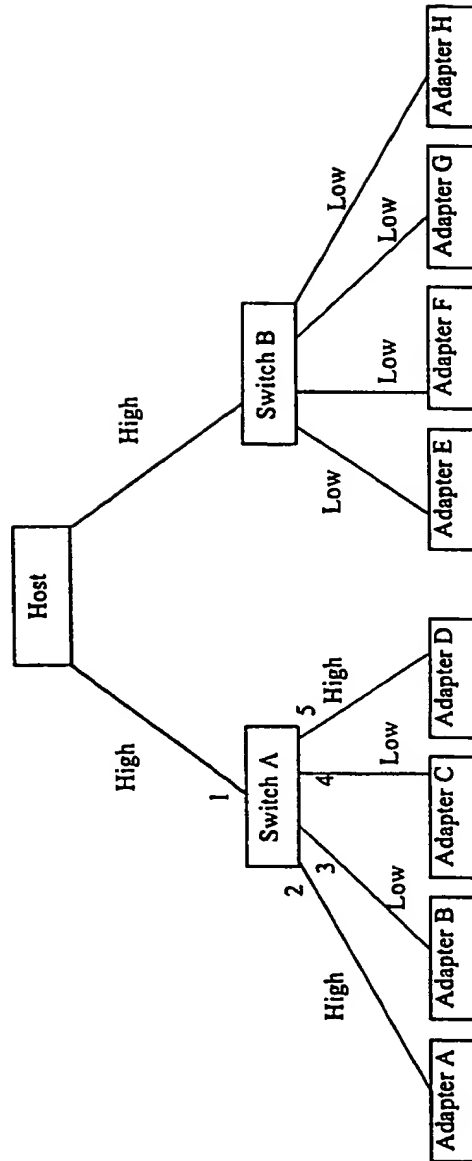 Host
High
High
1
Switch A
Switch B
2
3
4
5
High
Low
Low
High
Low
Low
Low
Low
Adapter A
Adapter B
Adapter C
Adapter D
Adapter E
Adapter F
Adapter G
Adapter H